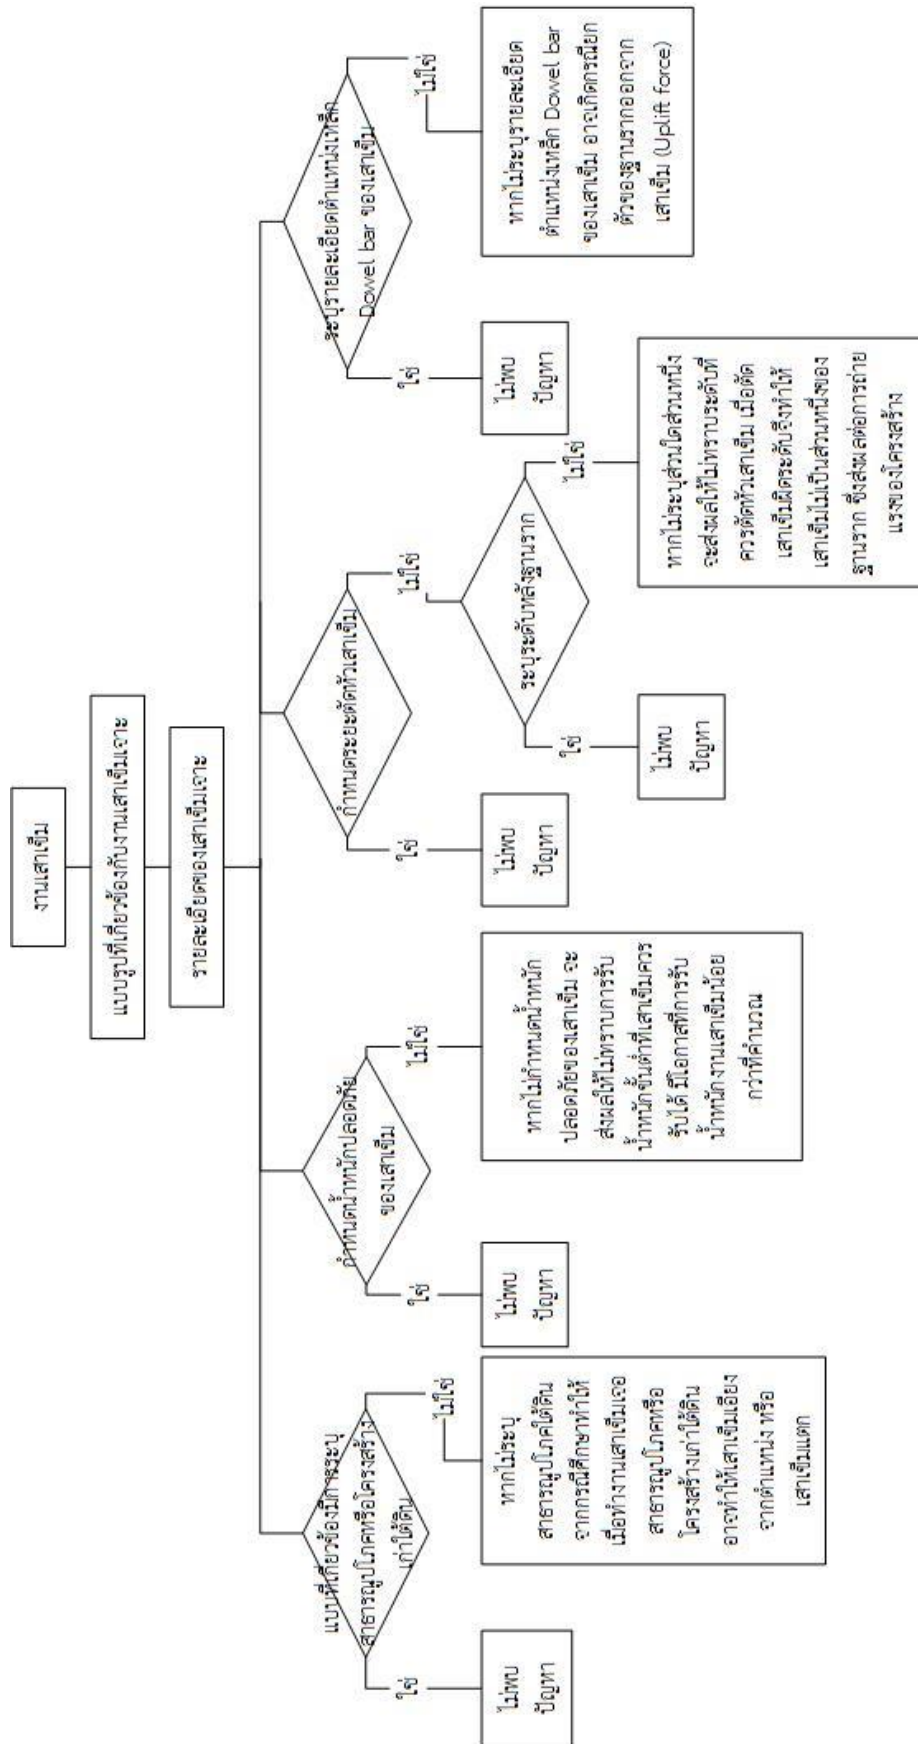 งานเสาเข็ม
แบบรูปที่เกี่ยวข้องกับงานเสาเข็มเจาะ
รายละเอียดของเสาเข็มเจาะ
แบบที่เกี่ยวข้องมีการระบุ
สาธารณูปโภคหรือโครงสร้าง
เก่าใต้ดิน
ใช่
ไม่ใช่
ไม่พบ
ปัญหา
หากไม่ระบุ
สาธารณูปโภคใต้ดิน
จากกรณีศึกษาทำให้
เมื่อทำงานเสาเข็มเจอ
สาธารณูปโภคหรือ
โครงสร้างเก่าใต้ดิน
อาจทำให้เสาเข็มเอียง
จากตำแหน่ง หรือ
เสาเข็มแตก
กำหนดน้ำหนักปลอดภัย
ของเสาเข็ม
ใช่
ไม่ใช่
ไม่พบ
ปัญหา
หากไม่กำหนดน้ำหนัก
ปลอดภัยของเสาเข็ม จะ
ส่งผลให้ไม่ทราบการรับ
น้ำหนักขั้นต่ำที่เสาเข็มควร
รับได้ มีโอกาสที่การรับ
น้ำหนักงานเสาเข็มน้อย
กว่าที่คำนวณ
กำหนดระยะตัดหัวเสาเข็ม
ใช่
ไม่ใช่
ไม่พบ
ปัญหา
ระบุระดับหลังฐานราก
ใช่
ไม่ใช่
ไม่พบ
ปัญหา
หากไม่ระบุส่วนใดส่วนหนึ่ง
จะส่งผลให้ไม่ทราบระดับที่
ควรตัดหัวเสาเข็ม เมื่อตัด
เสาเข็มผิดระดับจึงทำให้
เสาเข็มไม่เป็นส่วนหนึ่งของ
ฐานราก ซึ่งส่งผลต่อการถ่าย
แรงของโครงสร้าง
ระบุรายละเอียดตำแหน่งเหล็ก
Dowel bar ของเสาเข็ม
ใช่
ไม่ใช่
ไม่พบ
ปัญหา
หากไม่ระบุรายละเอียด
ตำแหน่งเหล็ก Dowel bar
ของเสาเข็ม อาจเกิดกรณียก
ตัวของฐานรากออกจาก
เสาเข็ม (Uplift force)